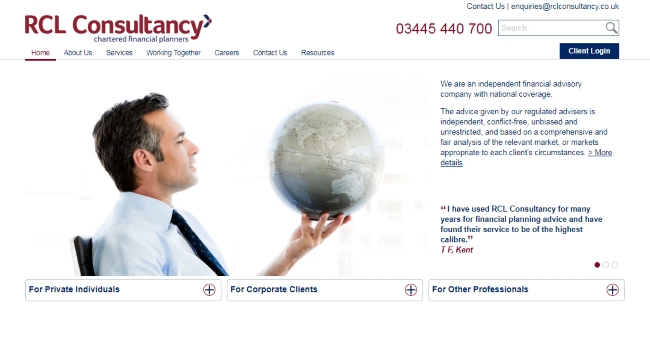 Contact Us | enquiries@rclconsultancy.co.uk
RCL Consultancy
chartered financial planners
03445 440 700
Search..
Home About Us Services Working Together Careers Contact Us Resources
Client Login
We are an independent financial advisory
company with national coverage.
The advice given by our regulated advisers is
independent, conflict-free, unbiased and
unrestricted, and based on a comprehensive and
fair analysis of the relevant market, or markets
appropriate to each client's circumstances. > More
details
"I have used RCL Consultancy for many
years for financial planning advice and have
found their service to be of the highest
calibre."
T F, Kent
For Private Individuals
For Corporate Clients
For Other Professionals